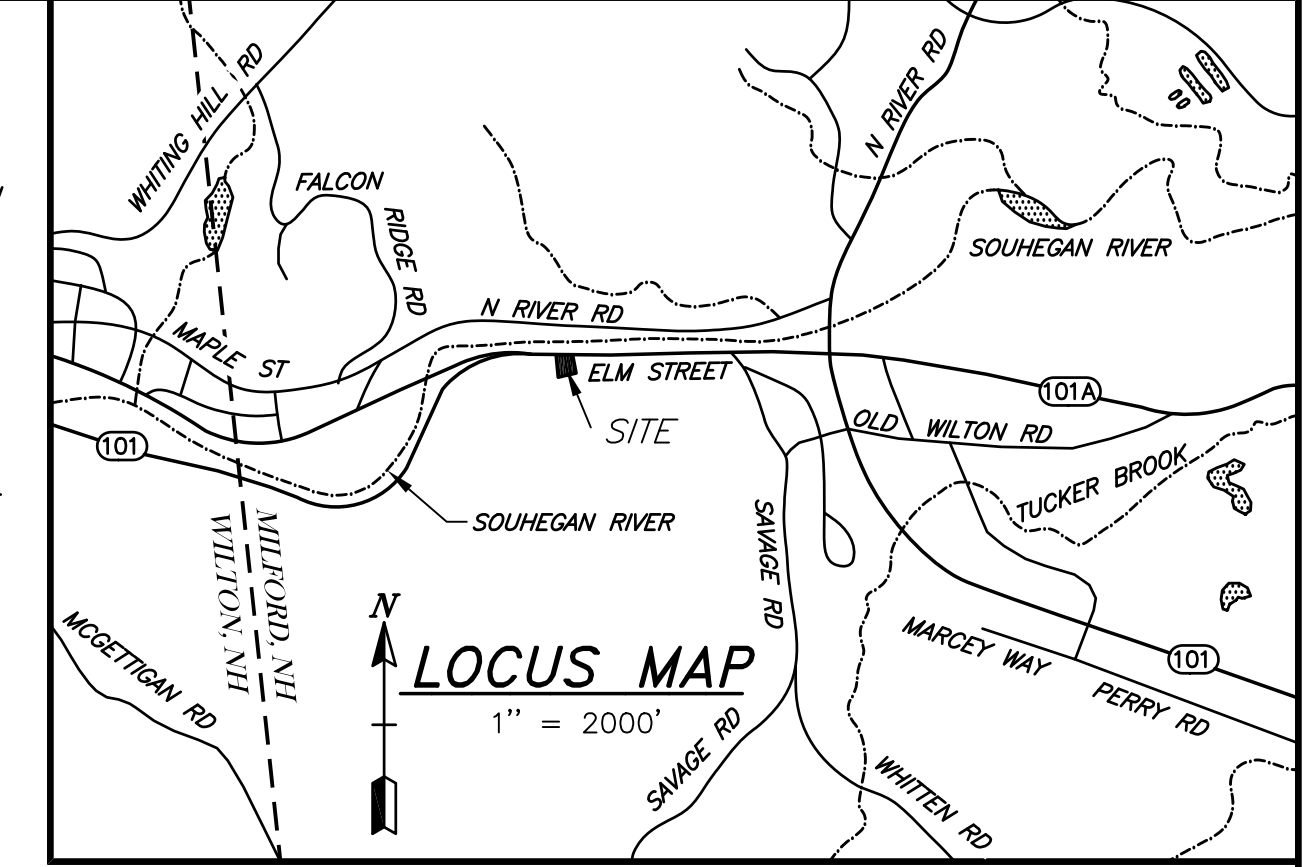 WHITING HILL RD
N RIVER RD
FALCON
RIDGE RD
SOUHEGAN RIVER
N RIVER RD
MAPLE ST
ELM STREET
101A
SITE
OLD WILTON RD
101
TUCKER BROOK
SOUHEGAN RIVER
SAVAGE RD
MILFORD, NH
WILTON, NH
N
MCGETTIGAN RD
LOCUS MAP
1'' = 2000'
MARCEY WAY
101
PERRY RD
SAVAGE RD
WHITTEN RD